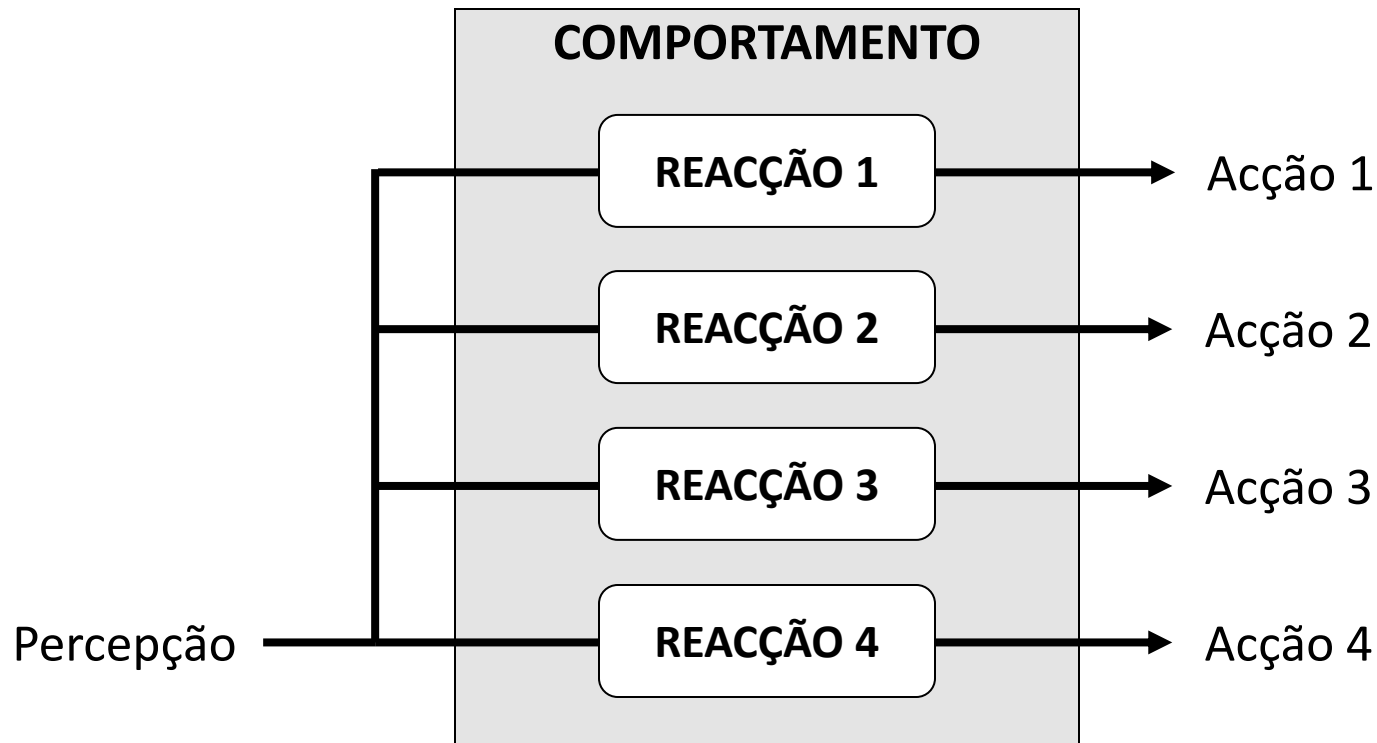 COMPORTAMENTO
REACÇÃO 1
Acção 1
REACÇÃO 2
Acção 2
REACÇÃO 3
Acção 3
Percepção
REACÇÃO 4
Acção 4